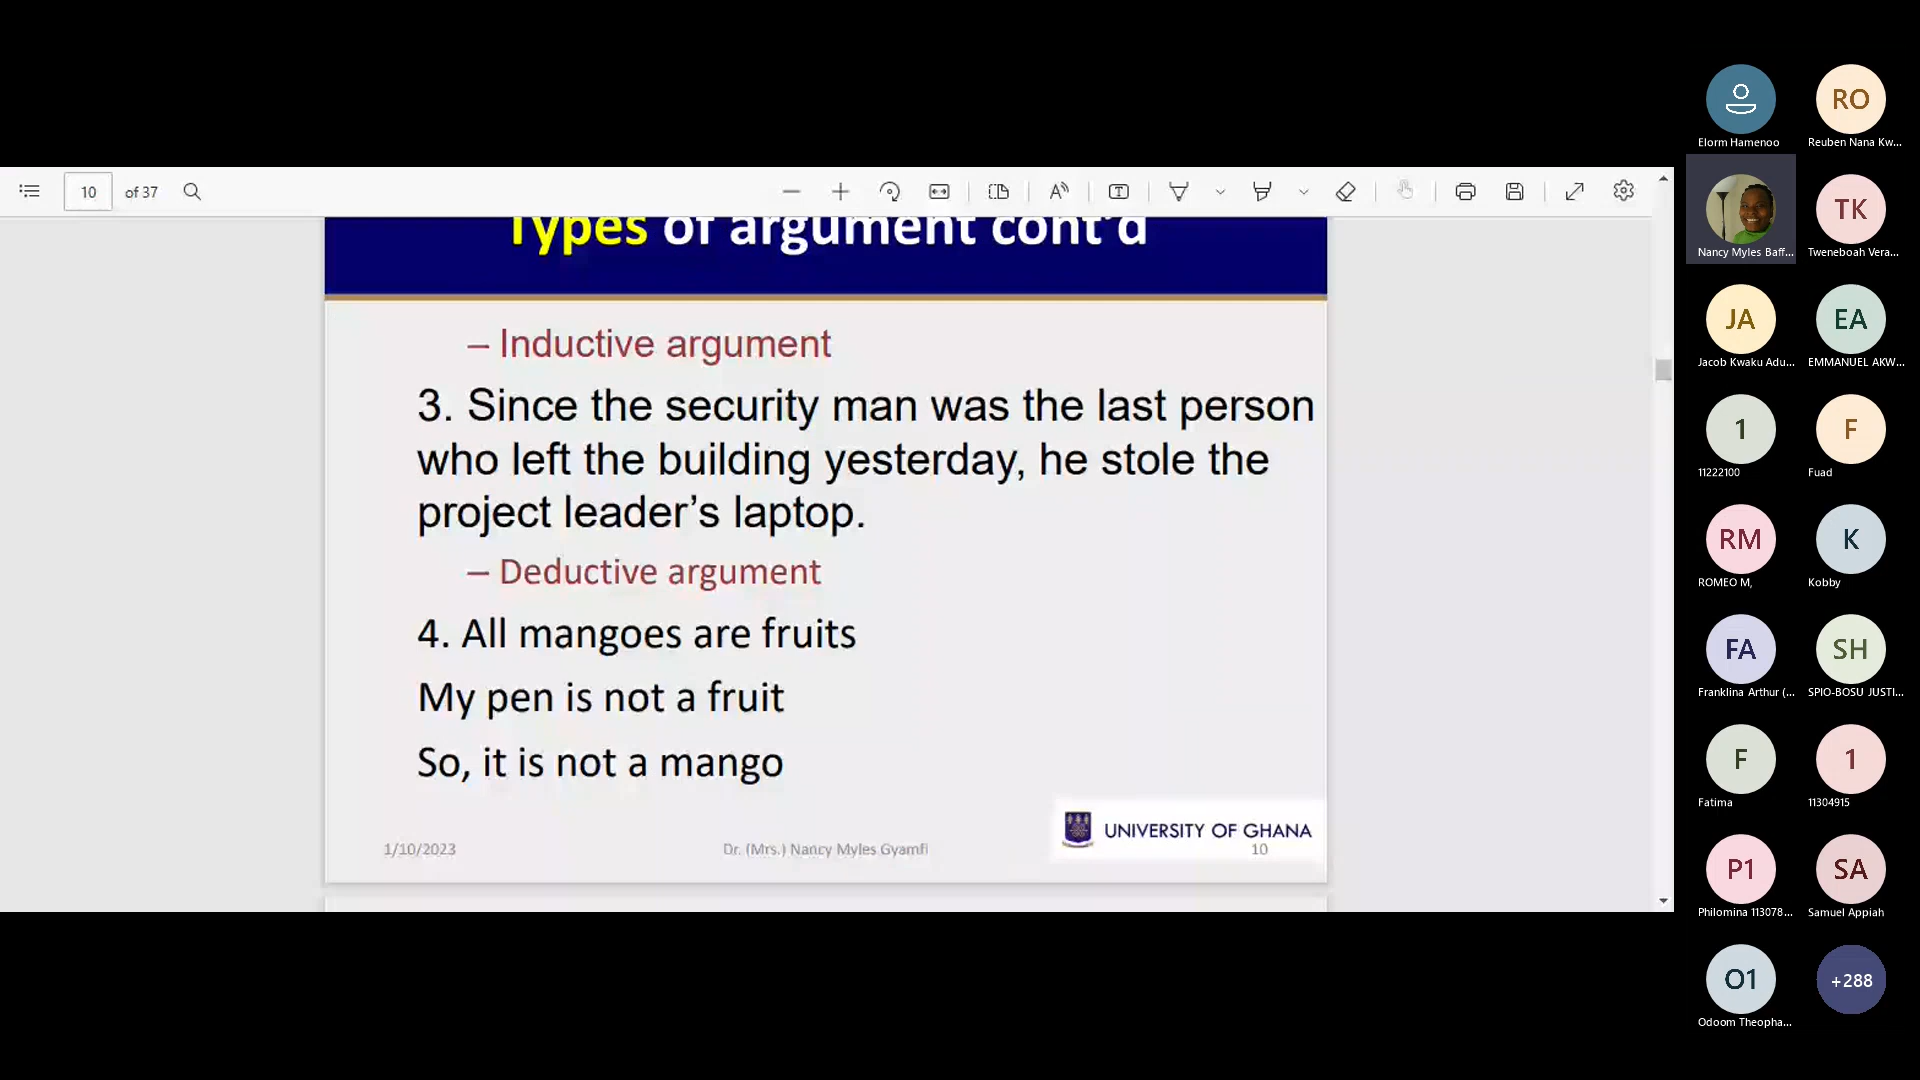 10 of 37
Types of argument cont'd
– Inductive argument
3. Since the security man was the last person
who left the building yesterday, he stole the
project leader’s laptop.
– Deductive argument
4. All mangoes are fruits
My pen is not a fruit
So, it is not a mango
UNIVERSITY OF GHANA
1/10/2023 Dr. (Mrs.) Nancy Myles Gyamfi 10
RO
Elorm Hamenoo Reuben Nana Kw...
TK
Nancy Myles Baff... Tweneboah Vera...
JA EA
Jacob Kwaku Adu... EMMANUEL AKW...
1 F
11222100 Fuad
RM K
ROMEO M, Kobby
FA SH
Franklina Arthur (... SPIO-BOSU JUSTI...
F 1
Fatima 11304915
P1 SA
Philomina 113078... Samuel Appiah
O1 +288
Odoom Theopha...